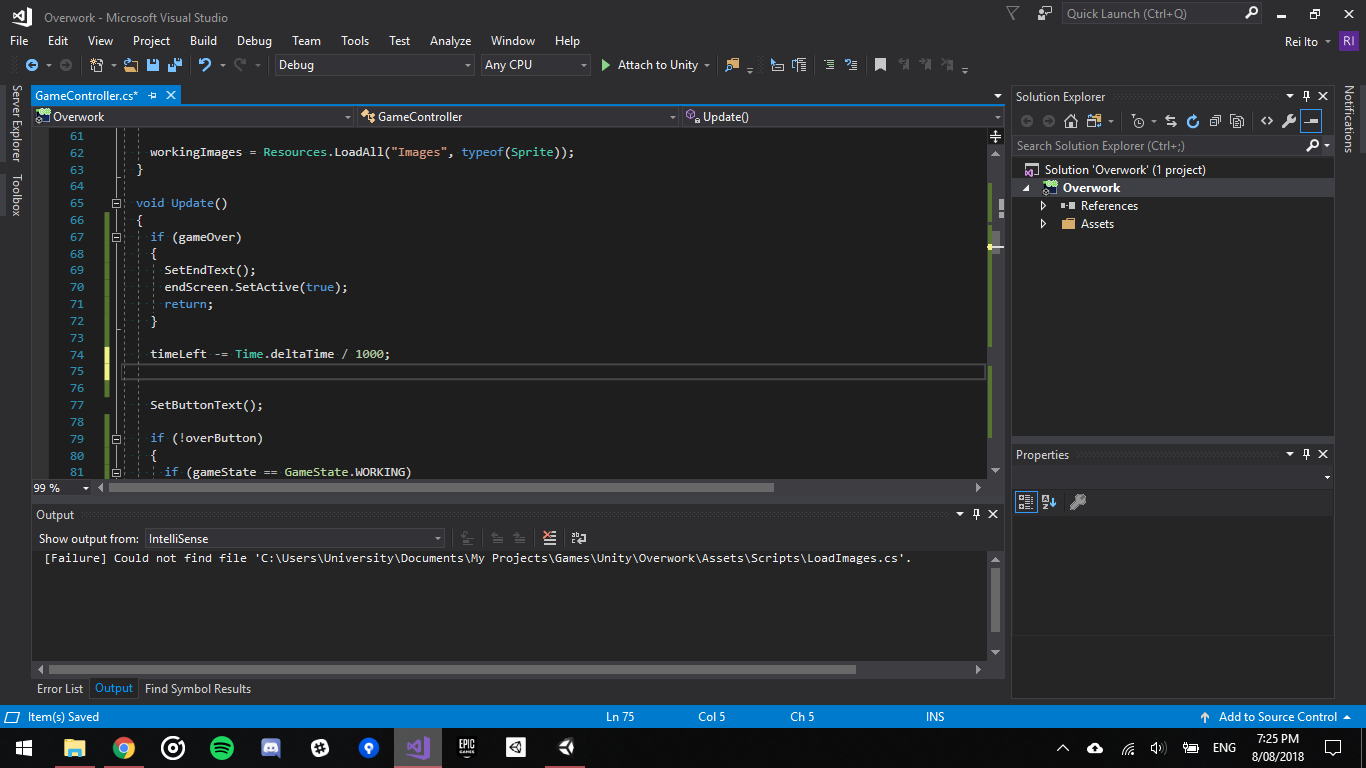 Overwork - Microsoft Visual Studio
Quick Launch (Ctrl+Q)
File Edit View Project Build Debug Team Tools Test Analyze Window Help
Rei Ito RI
Debug Any CPU Attach to Unity
Server Explorer
Toolbox
GameController.cs*
Overwork GameController Update()
61
62 workingImages = Resources.LoadAll("Images", typeof(Sprite));
63 }
64
65 void Update()
66 {
67 if (gameOver)
68 {
69 SetEndText();
70 endScreen.SetActive(true);
71 return;
72 }
73
74 timeLeft -= Time.deltaTime / 1000;
75
76
77 SetButtonText();
78
79 if (!overButton)
80 {
81 if (gameState == GameState.WORKING)
99 %
Output
Show output from: IntelliSense
[Failure] Could not find file 'C:\Users\University\Documents\My Projects\Games\Unity\Overwork\Assets\Scripts\LoadImages.cs'.
Error List Output Find Symbol Results
Solution Explorer
Search Solution Explorer (Ctrl+;)
Solution 'Overwork' (1 project)
Overwork
References
Assets
Properties
Notifications
Item(s) Saved Ln 75 Col 5 Ch 5 INS Add to Source Control
EPIC GAMES
ENG
7:25 PM
8/08/2018